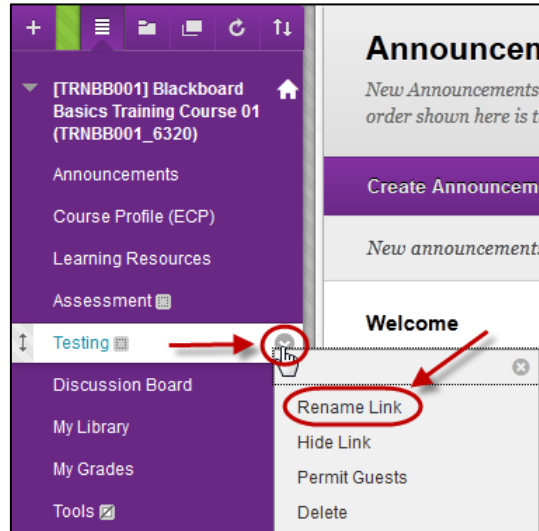 [TRNBB001] Blackboard
Basics Training Course 01
(TRNBB001_6320)
Announcements
Course Profile (ECP)
Learning Resources
Assessment
Testing
Discussion Board
My Library
My Grades
Tools
Announcem
New Announcements
order shown here is t
Create Announcem
New announcements
Welcome
Rename Link
Hide Link
Permit Guests
Delete